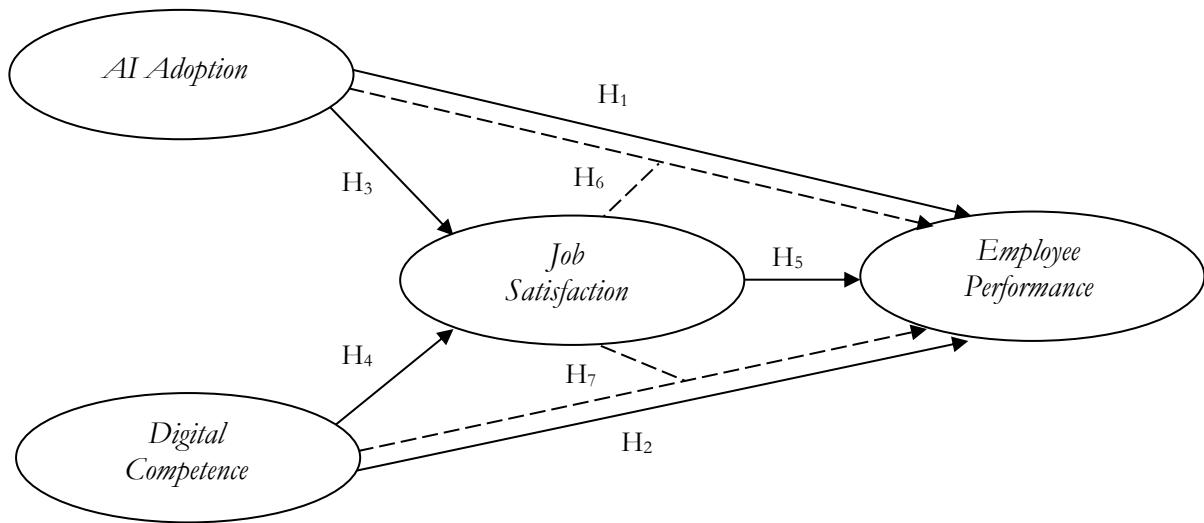 AI Adoption
H₁
H₃
H₆
Job
Satisfaction
H₅
Employee
Performance
H₄
H₇
Digital
Competence
H₂